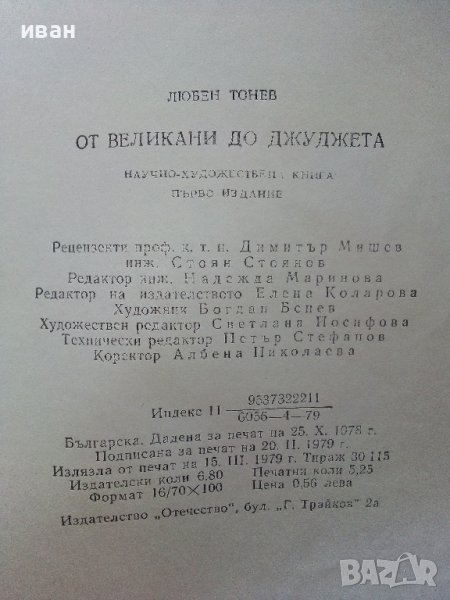 иван
ЛЮБЕН ТОНЕВ
ОТ ВЕЛИКАНИ ДО ДЖУДЖЕТА
НАУЧНО-ХУДОЖЕСТВЕНА КНИГА
ПЪРВО ИЗДАНИЕ
Рецензенти проф. к. т. н. Димитър Мишев
инж. Стоян Стоянов
Редактор инж. Надежда Маринова
Редактор на издателството Елена Коларова
Художник Богдан Бенев
Художествен редактор Светлана Йосифова
Технически редактор Петър Стефанов
Коректор Албена Николаева
9537322211
Индекс 11
6056—4—79
Българска. Дадена за печат на 25. X. 1978 г.
Подписана за печат на 20. II. 1979 г.
Излязла от печат на 15. III. 1979 г. Тираж 30 115
Издателски коли 6,80 Печатни коли 5,25
Формат 16/70×100 Цена 0,56 лева
Издателство „Отечество", бул. „Г. Трайков" 2а
BAZAR.bg